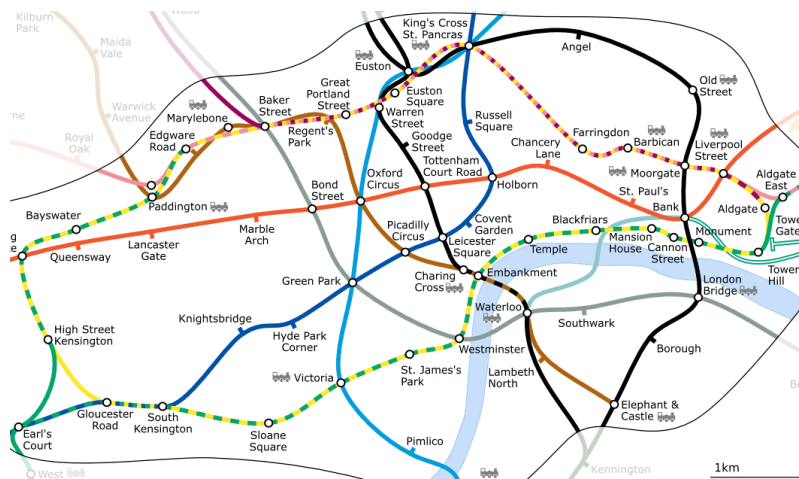 Kilburn
Park
Maida
Vale
Warwick
Avenue
Royal
Oak
King's Cross
St. Pancras
Euston
Angel
Old
Street
Great
Portland
Street
Euston
Square
Baker
Street
Marylebone
Edgware
Road
Regent's
Park
Warren
Street
Goodge
Street
Russell
Square
Farringdon
Barbican
Liverpool
Street
Moorgate
Chancery
Lane
Tottenham
Court Road
Holborn
Oxford
Circus
Bond
Street
St. Paul's
Bank
Aldgate
East
Aldgate
Tower
Hill
Monument
Cannon
Street
Mansion
House
Blackfriars
Temple
Covent
Garden
Leicester
Square
Picadilly
Circus
Charing
Cross
Embankment
Paddington
Bayswater
Queensway
Lancaster
Gate
Marble
Arch
Green Park
Waterloo
Southwark
London
Bridge
Borough
Lambeth
North
Elephant &
Castle
Kennington
Westminster
St. James's
Park
Victoria
Pimlico
Hyde Park
Corner
Knightsbridge
High Street
Kensington
Gloucester
Road
South
Kensington
Sloane
Square
Earl's
Court
West
1km